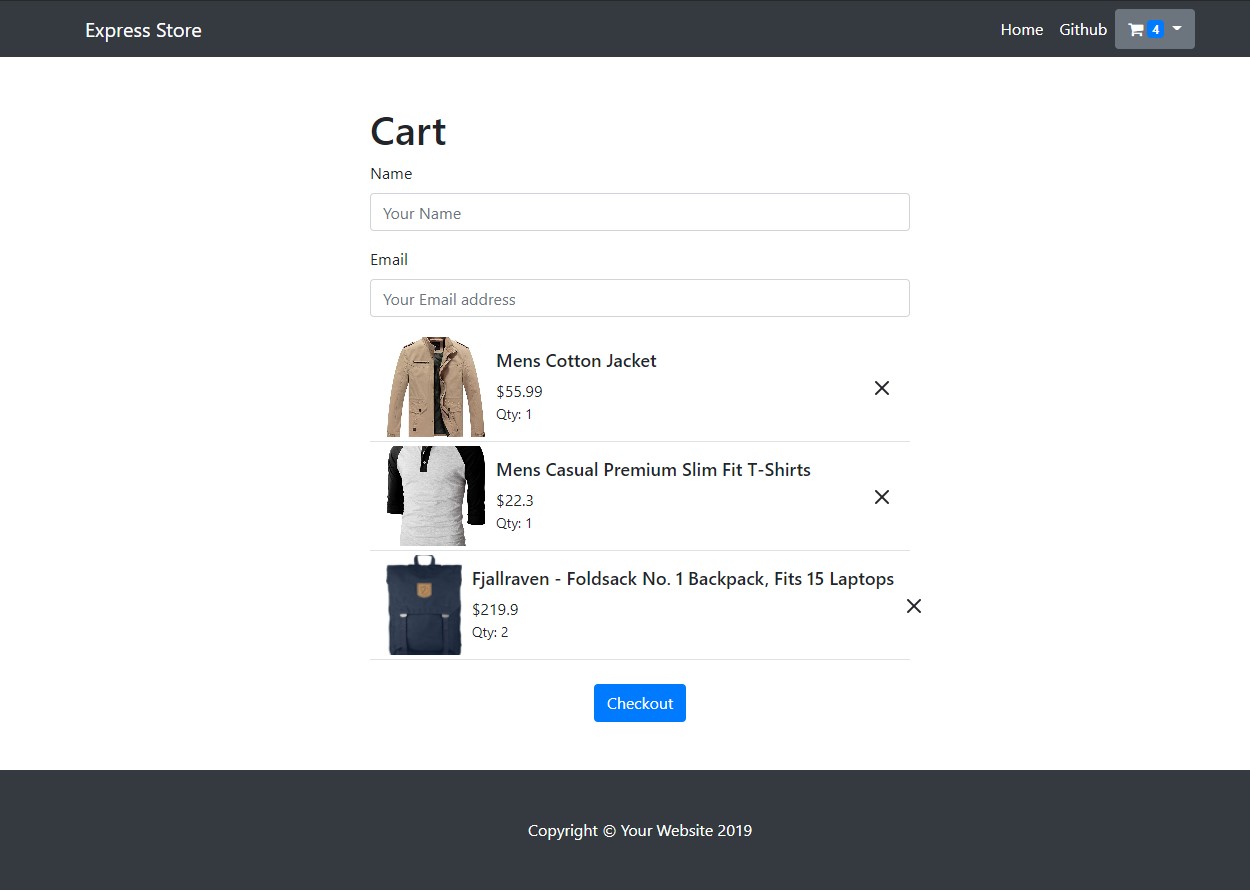 Express Store
Home Github 4
Cart
Name
Your Name
Email
Your Email address
Mens Cotton Jacket
$55.99
Qty: 1
Mens Casual Premium Slim Fit T-Shirts
$22.3
Qty: 1
Fjallraven - Foldsack No. 1 Backpack, Fits 15 Laptops
$219.9
Qty: 2
Checkout
Copyright © Your Website 2019